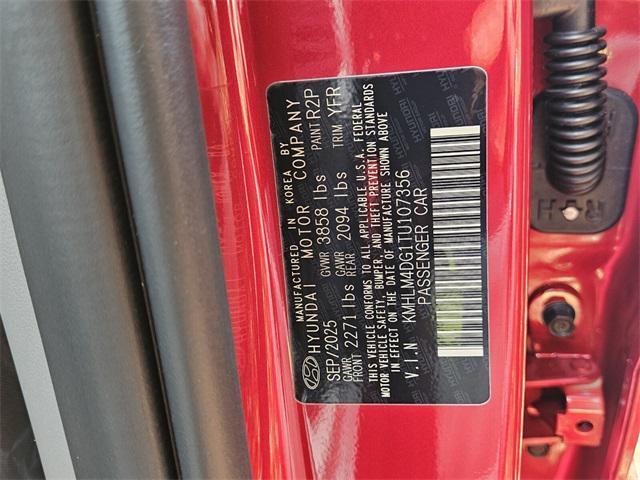 MANUFACTURED IN KOREA BY
HYUNDAI MOTOR COMPANY
SEP/2025 GVWR 3858 lbs PAINT R2P
GAWR FRONT 2271 lbs GAWR REAR 2094 lbs TRIM YFR
THIS VEHICLE CONFORMS TO ALL APPLICABLE U.S.A. FEDERAL
MOTOR VEHICLE SAFETY, BUMPER, AND THEFT PREVENTION STANDARDS
IN EFFECT ON THE DATE OF MANUFACTURE SHOWN ABOVE
V.I.N KMHLM4DG1TU107356
PASSENGER CAR